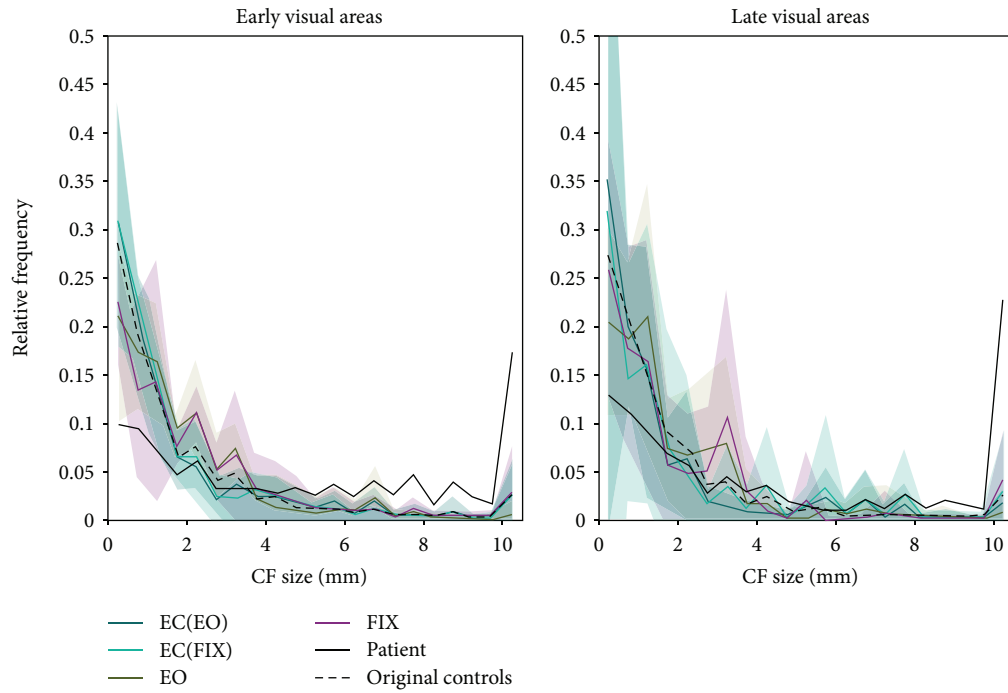 Early visual areas
Late visual areas
Relative frequency
0.5
0.45
0.4
0.35
0.3
0.25
0.2
0.15
0.1
0.05
0
0 2 4 6 8 10
CF size (mm)
0.5
0.45
0.4
0.35
0.3
0.25
0.2
0.15
0.1
0.05
0
0 2 4 6 8 10
CF size (mm)
EC(EO)
EC(FIX)
EO
FIX
Patient
Original controls